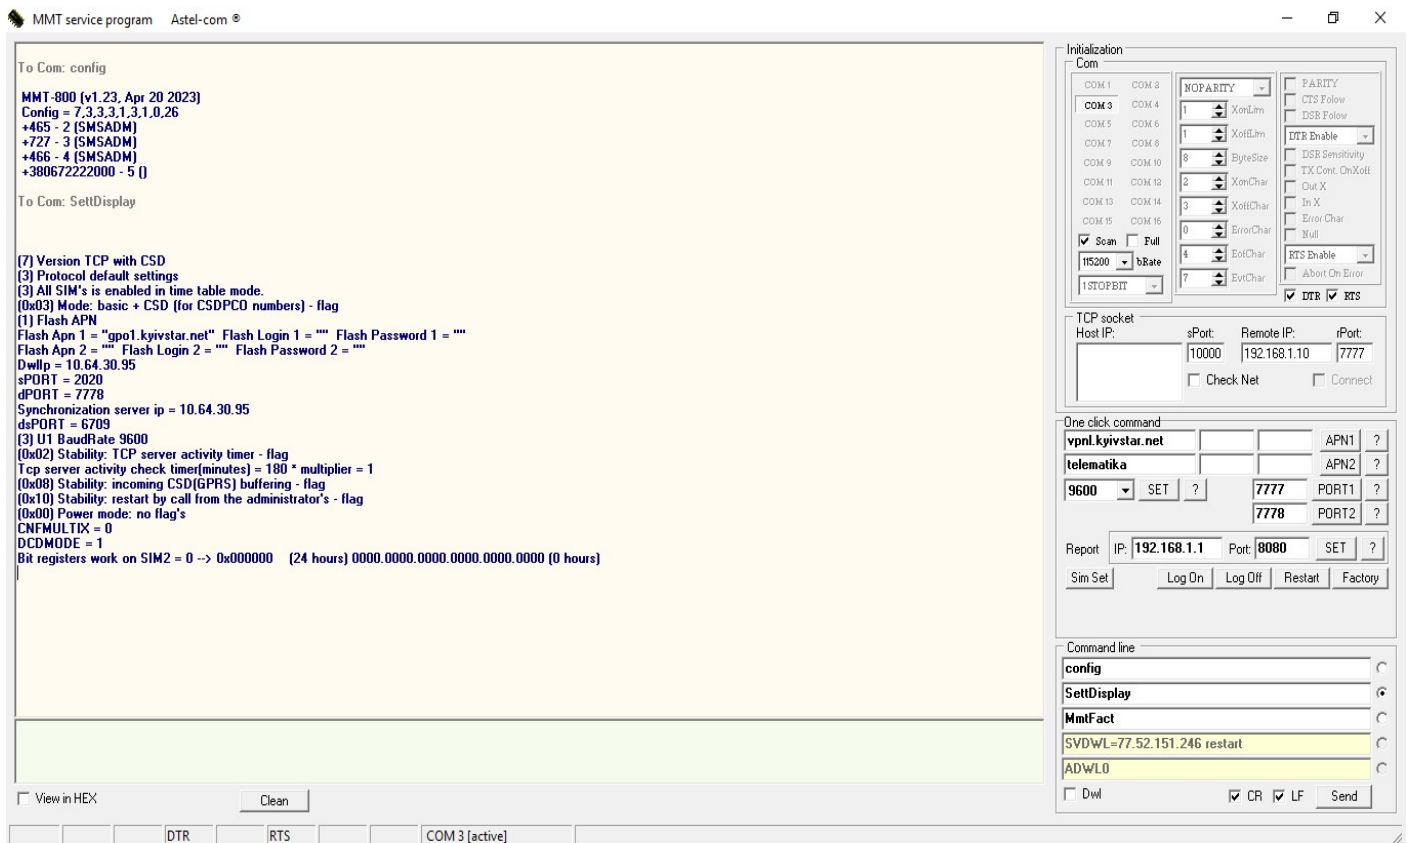 MMT service program Astel-com ®
To Com: config
MMT-800 (v1.23, Apr 20 2023)
Config = 7,3,3,3,1,3,1,0,26
+465 - 2 (SMSADM)
+727 - 3 (SMSADM)
+466 - 4 (SMSADM)
+380672222000 - 5 ()
To Com: SettDisplay
(7) Version TCP with CSD
(3) Protocol default settings
(3) All SIM's is enabled in time table mode.
(0x03) Mode: basic + CSD (for CSDPCO numbers) - flag
(1) Flash APN
Flash Apn 1 = "gpo1.kyivstar.net" Flash Login 1 = "" Flash Password 1 = ""
Flash Apn 2 = "" Flash Login 2 = "" Flash Password 2 = ""
DwlIp = 10.64.30.95
sPORT = 2020
dPORT = 7778
Synchronization server ip = 10.64.30.95
dsPORT = 6709
(3) U1 BaudRate 9600
(0x02) Stability: TCP server activity timer - flag
Tcp server activity check timer(minutes) = 180 * multiplier = 1
(0x08) Stability: incoming CSD(GPRS) buffering - flag
(0x10) Stability: restart by call from the administrator's - flag
(0x00) Power mode: no flag's
CNFMULTIX = 0
DCDMODE = 1
Bit registers work on SIM2 = 0 --> 0x000000 (24 hours) 0000.0000.0000.0000.0000.0000 (0 hours)
View in HEX
Clean
DTR RTS COM 3 [active]
Initialization
Com
COM 1 COM 2
COM 3 COM 4
COM 5 COM 6
COM 7 COM 8
COM 9 COM 10
COM 11 COM 12
COM 13 COM 14
COM 15 COM 16
Scan Full
115200 bRate
1STOPBIT
NOPARITY
1 XonLim
1 XoffLim
8 ByteSize
2 XonChar
3 XoffChar
0 ErrorChar
4 EofChar
7 EvtChar
PARITY
CTS Folow
DSR Folow
DTR Enable
DSR Sensitivity
TX Cont. OnXoff
Out X
In X
Error Char
Null
RTS Enable
Abort On Error
DTR RTS
TCP socket
Host IP: sPort: Remote IP: rPort:
10000 192.168.1.10 7777
Check Net Connect
One click command
vpnl.kyivstar.net APN1 ?
telematika APN2 ?
9600 SET ? 7777 PORT1 ?
7778 PORT2 ?
Report IP: 192.168.1.1 Port: 8080 SET ?
Sim Set Log On Log Off Restart Factory
Command line
config
SettDisplay
MmtFact
SVDWL=77.52.151.246 restart
ADWL0
Dwl CR LF Send